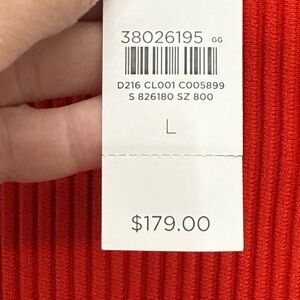 38026195 GG
D216 CL001 C005899
S 826180 SZ 800
L
$179.00